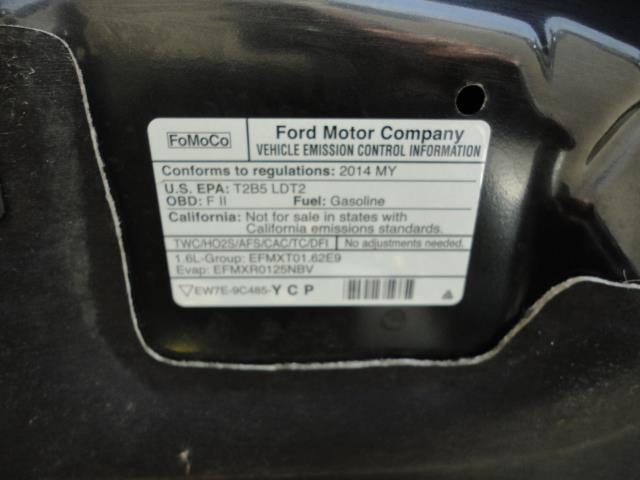 FoMoCo
Ford Motor Company
VEHICLE EMISSION CONTROL INFORMATION
Conforms to regulations: 2014 MY
U.S. EPA: T2B5 LDT2
OBD: F II Fuel: Gasoline
California: Not for sale in states with
California emissions standards.
TWC/HO2S/AFS/CAC/TC/DFI No adjustments needed.
1.6L-Group: EFMXT01.62E9
Evap: EFMXR0125NBV
EW7E-9C485-Y C P